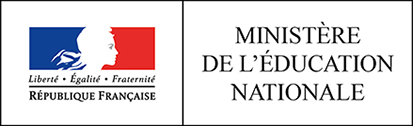 Liberté • Égalité • Fraternité
RÉPUBLIQUE FRANÇAISE
MINISTÈRE
DE L'ÉDUCATION
NATIONALE